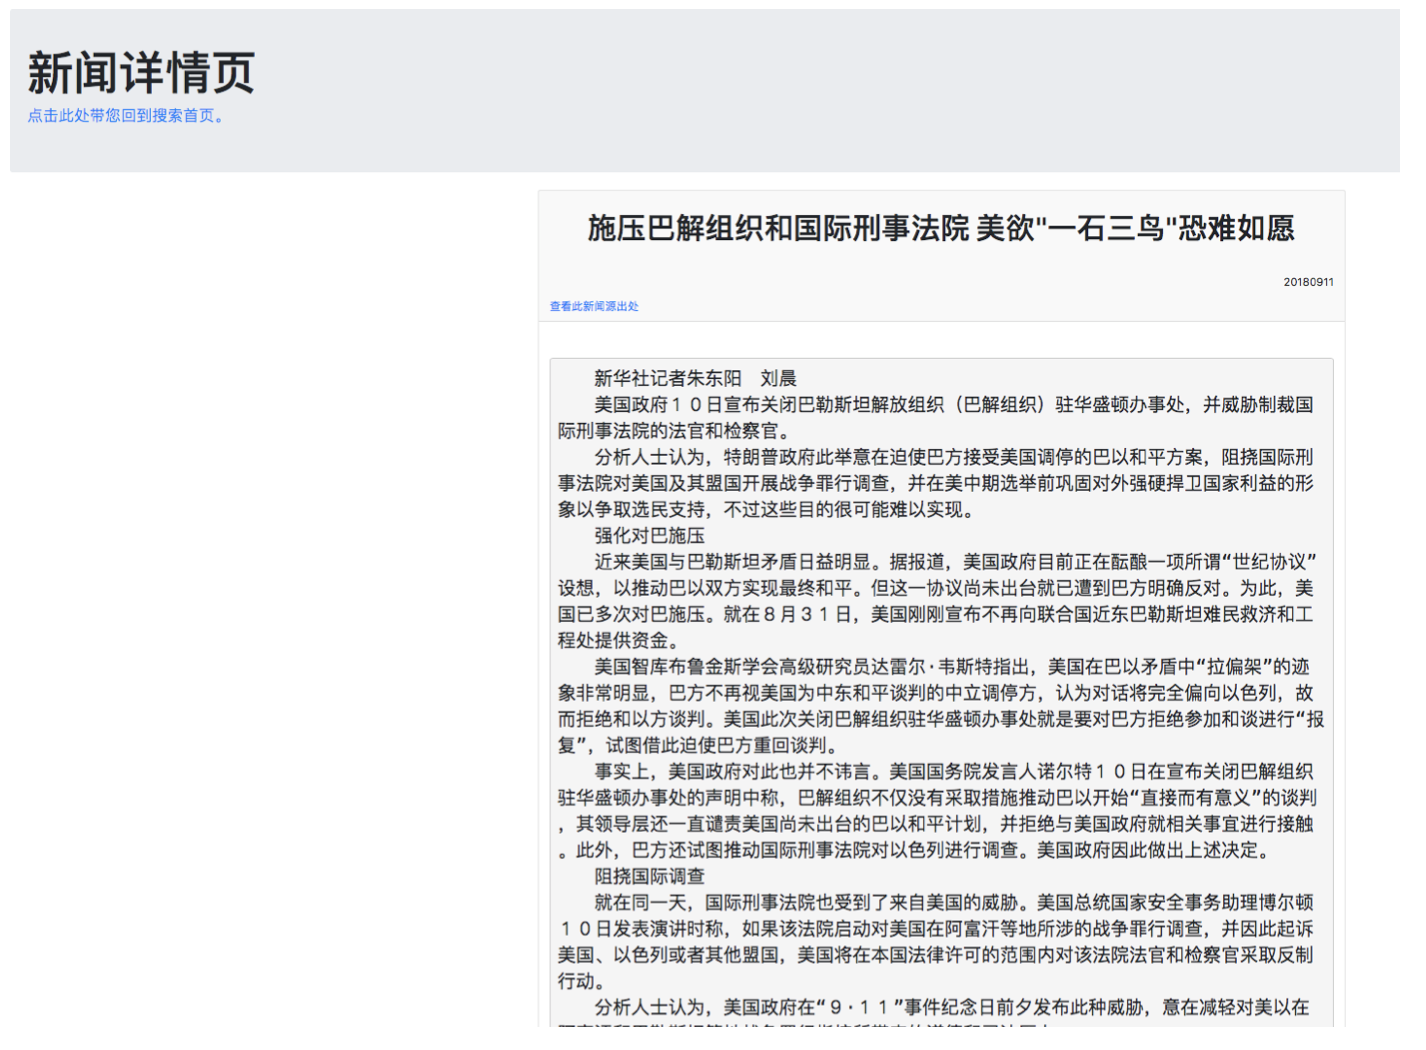 新闻详情页
点击此处带您回到搜索首页。
施压巴解组织和国际刑事法院 美欲"一石三鸟"恐难如愿
20180911
查看此新闻源出处
新华社记者朱东阳　刘晨
美国政府１０日宣布关闭巴勒斯坦解放组织（巴解组织）驻华盛顿办事处，并威胁制裁国
际刑事法院的法官和检察官。
分析人士认为，特朗普政府此举意在迫使巴方接受美国调停的巴以和平方案，阻挠国际刑
事法院对美国及其盟国开展战争罪行调查，并在美中期选举前巩固对外强硬捍卫国家利益的形
象以争取选民支持，不过这些目的很可能难以实现。
强化对巴施压
近来美国与巴勒斯坦矛盾日益明显。据报道，美国政府目前正在酝酿一项所谓“世纪协议”
设想，以推动巴以双方实现最终和平。但这一协议尚未出台就已遭到巴方明确反对。为此，美
国已多次对巴施压。就在８月３１日，美国刚刚宣布不再向联合国近东巴勒斯坦难民救济和工
程处提供资金。
美国智库布鲁金斯学会高级研究员达雷尔·韦斯特指出，美国在巴以矛盾中“拉偏架”的迹
象非常明显，巴方不再视美国为中东和平谈判的中立调停方，认为对话将完全偏向以色列，故
而拒绝和以方谈判。美国此次关闭巴解组织驻华盛顿办事处就是要对巴方拒绝参加和谈进行“报
复”，试图借此迫使巴方重回谈判。
事实上，美国政府对此也并不讳言。美国国务院发言人诺尔特１０日在宣布关闭巴解组织
驻华盛顿办事处的声明中称，巴解组织不仅没有采取措施推动巴以开始“直接而有意义”的谈判
，其领导层还一直谴责美国尚未出台的巴以和平计划，并拒绝与美国政府就相关事宜进行接触
。此外，巴方还试图推动国际刑事法院对以色列进行调查。美国政府因此做出上述决定。
阻挠国际调查
就在同一天，国际刑事法院也受到了来自美国的威胁。美国总统国家安全事务助理博尔顿
１０日发表演讲时称，如果该法院启动对美国在阿富汗等地所涉的战争罪行调查，并因此起诉
美国、以色列或者其他盟国，美国将在本国法律许可的范围内对该法院法官和检察官采取反制
行动。
分析人士认为，美国政府在“９·１１”事件纪念日前夕发布此种威胁，意在减轻对美以在